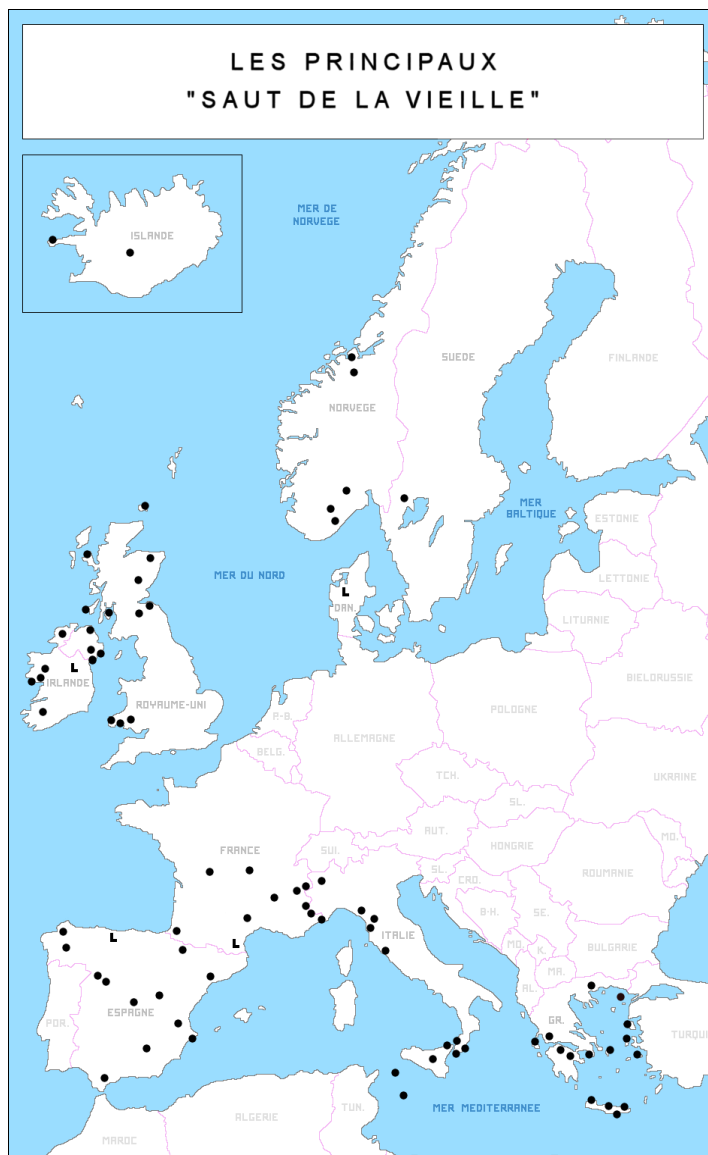 LES PRINCIPAUX
"SAUT DE LA VIEILLE"
MER DE
NORVEGE
ISLANDE
SUEDE
FINLANDE
NORVEGE
MER
BALTIQUE
ESTONIE
MER DU NORD
LETTONIE
L
DAN.
LITUANIE
L
IRLANDE
BIELORUSSIE
ROYAUME-UNI
P.-B.
POLOGNE
ALLEMAGNE
BELG.
TCH.
UKRAINE
SL.
AUT.
MO.
FRANCE
SUI.
HONGRIE
SL.
CRO.
ROUMANIE
B-H.
SE.
L
ITALIE
L
MO.
K.
BULGARIE
MA.
AL.
ESPAGNE
POR.
GR.
TURQUI
MER MEDITERRANEE
TUN.
ALGERIE
MAROC